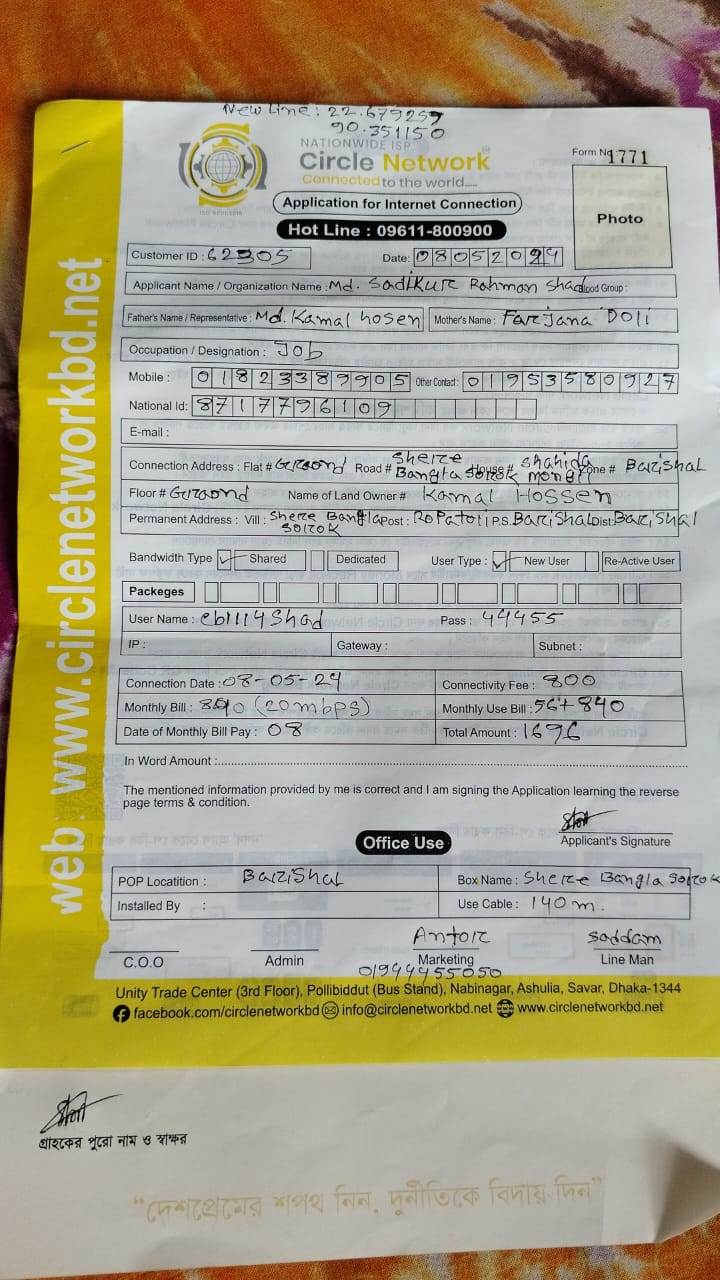 New Line: 22.679259
90.351150
NATIONWIDE ISP
Circle Network
Connected to the world.....
Form No 1771
Application for Internet Connection
Photo
Hot Line : 09611-800900
Customer ID : 62305 Date: 08052024
Applicant Name / Organization Name : Md. Sadikur Rahman Shad lood Group :
Father's Name / Representative : Md. Kamal hosen Mother's Name : Farjana Doli
Occupation / Designation : Job
Mobile : 01823389905 Other Contact : 01953580927
National Id: 8717796109
E-mail :
Connection Address : Flat # Ground Road # Shere Bangla Sorok House # Shahida Monjil Zone # Barishal
Floor # Ground Name of Land Owner # Kamal Hossen
Permanent Address : Vill : Shere Bangla Sorok Post : RoPatoli P.S. Barishal Dist: Barishal
Bandwidth Type Shared Dedicated User Type : New User Re-Active User
Packeges
User Name : eb1114Shad Pass : 44455
IP : Gateway : Subnet :
Connection Date : 08-05-24 Connectivity Fee : 800
Monthly Bill : 840 (20mbps) Monthly Use Bill : 56+840
Date of Monthly Bill Pay : 08 Total Amount : 1696
In Word Amount :
The mentioned information provided by me is correct and I am signing the Application learning the reverse
page terms & condition.
Applicant's Signature
Office Use
POP Locatition : Barishal Box Name : Shere Bangla Sorok
Installed By : Use Cable : 140m.
Antor Saddam
C.O.O Admin Marketing Line Man
01944455050
Unity Trade Center (3rd Floor), Pollibiddut (Bus Stand), Nabinagar, Ashulia, Savar, Dhaka-1344
facebook.com/circlenetworkbd info@circlenetworkbd.net www.circlenetworkbd.net
web : www.circlenetworkbd.net
গ্রাহকের পুরো নাম ও স্বাক্ষর
“দেশপ্রেমের শপথ নিন, দুর্নীতিকে বিদায় দিন”